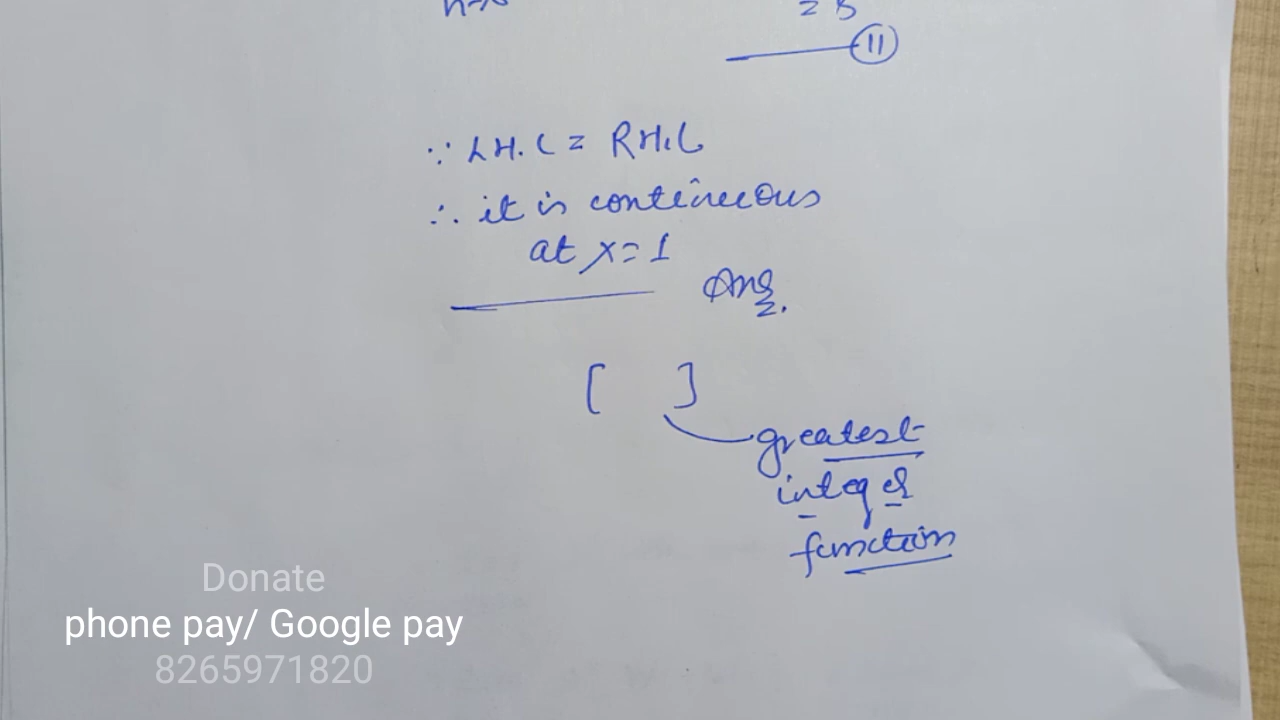 = 5
11
∵ LH.L = RH.L
∴ it is continuous
at x = 1
Ans.
[ ]
greatest
integer
function
Donate
phone pay/ Google pay
8265971820